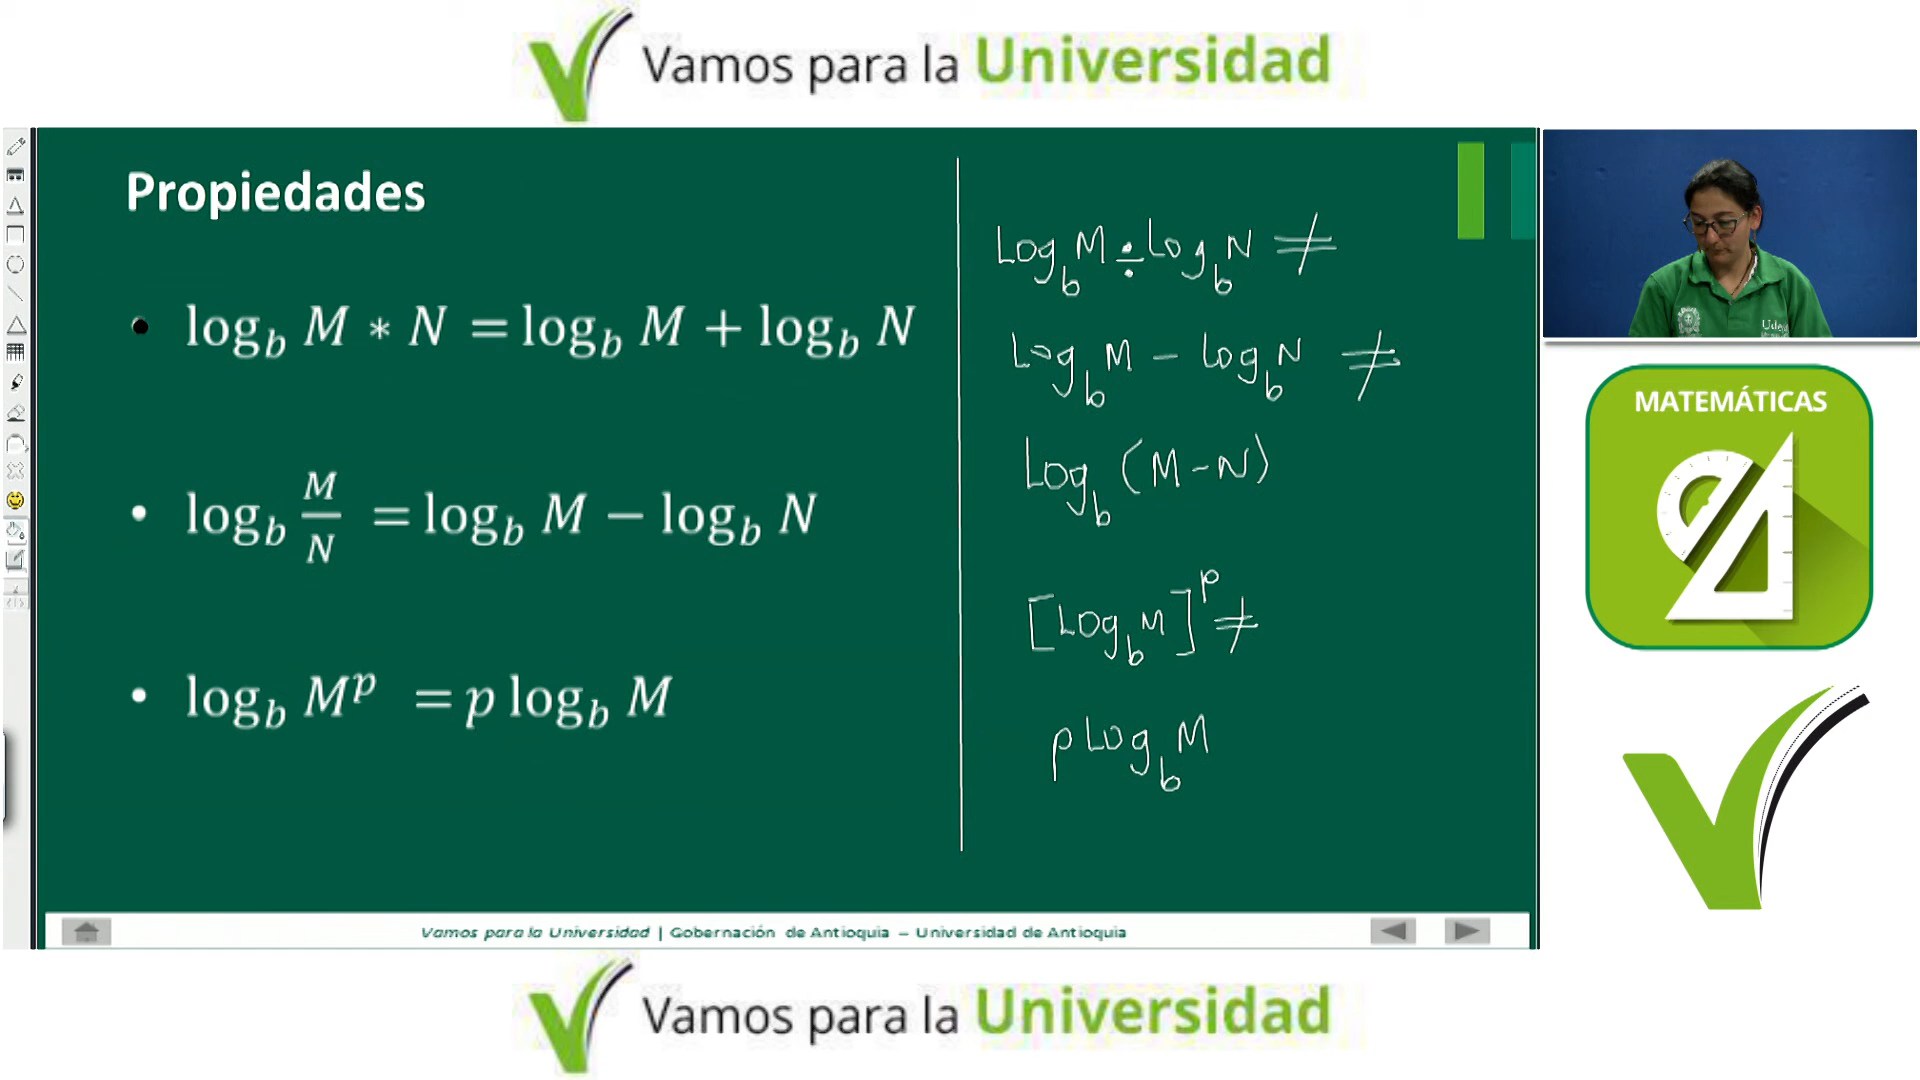 Vamos para la Universidad
Propiedades
• log_b M * N = log_b M + log_b N
• log_b M/N = log_b M − log_b N
• log_b M^p = p log_b M
Log_b M ÷ log_b N ≠
Log_b M − log_b N ≠
Log_b (M−N)
[Log_b M]^p ≠
p Log_b M
Vamos para la Universidad | Gobernación de Antioquia – Universidad de Antioquia
UdeA
MATEMÁTICAS
Vamos para la Universidad